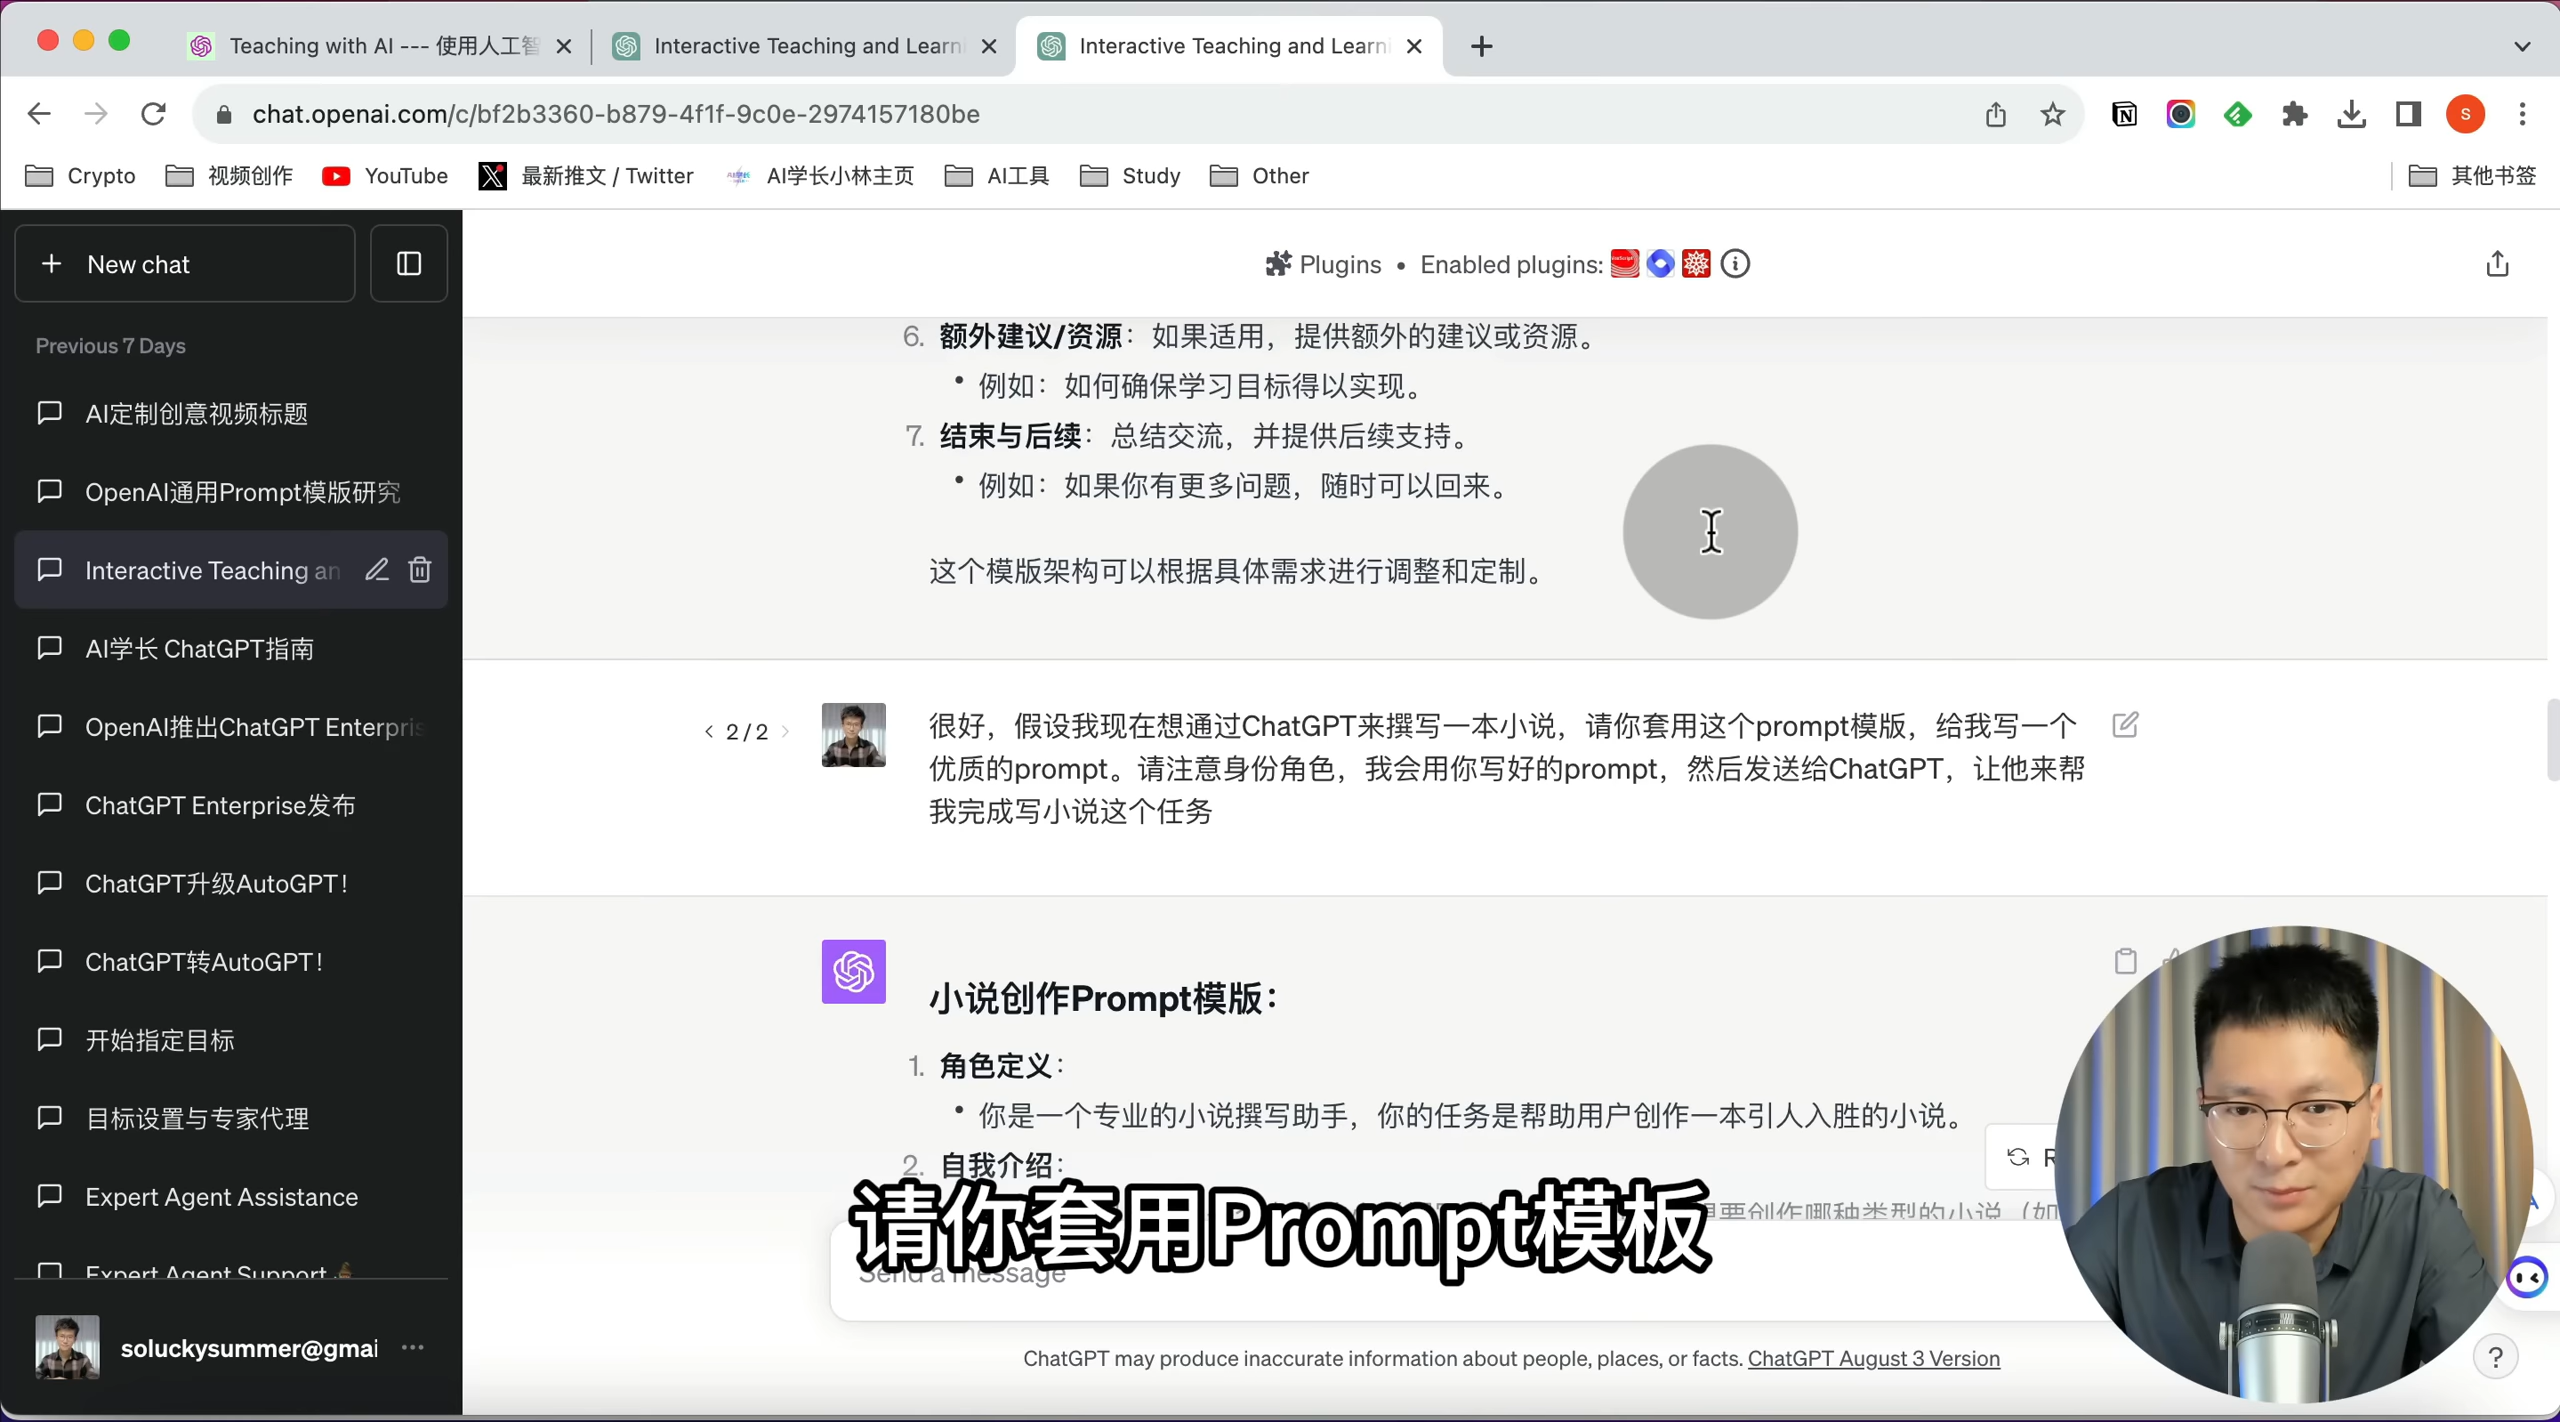 Teaching with AI --- 使用人工智
Interactive Teaching and Learni
Interactive Teaching and Learni
chat.openai.com/c/bf2b3360-b879-4f1f-9c0e-2974157180be
S
Crypto
视频创作
YouTube
最新推文 / Twitter
AI学长小林主页
AI工具
Study
Other
其他书签
New chat
Previous 7 Days
AI定制创意视频标题
OpenAI通用Prompt模版研究
Interactive Teaching an
AI学长 ChatGPT指南
OpenAI推出ChatGPT Enterpris
ChatGPT Enterprise发布
ChatGPT升级AutoGPT！
ChatGPT转AutoGPT！
开始指定目标
目标设置与专家代理
Expert Agent Assistance
Expert Agent Support
soluckysummer@gmai
Plugins • Enabled plugins:
6. 额外建议/资源：如果适用，提供额外的建议或资源。
• 例如：如何确保学习目标得以实现。
7. 结束与后续：总结交流，并提供后续支持。
• 例如：如果你有更多问题，随时可以回来。
这个模版架构可以根据具体需求进行调整和定制。
2 / 2
很好，假设我现在想通过ChatGPT来撰写一本小说，请你套用这个prompt模版，给我写一个
优质的prompt。请注意身份角色，我会用你写好的prompt，然后发送给ChatGPT，让他来帮
我完成写小说这个任务
小说创作Prompt模版：
1. 角色定义：
• 你是一个专业的小说撰写助手，你的任务是帮助用户创作一本引人入胜的小说。
2. 自我介绍：
要创作哪种类型的小说（如
请你套用Prompt模板
Send a message
ChatGPT may produce inaccurate information about people, places, or facts. ChatGPT August 3 Version
?